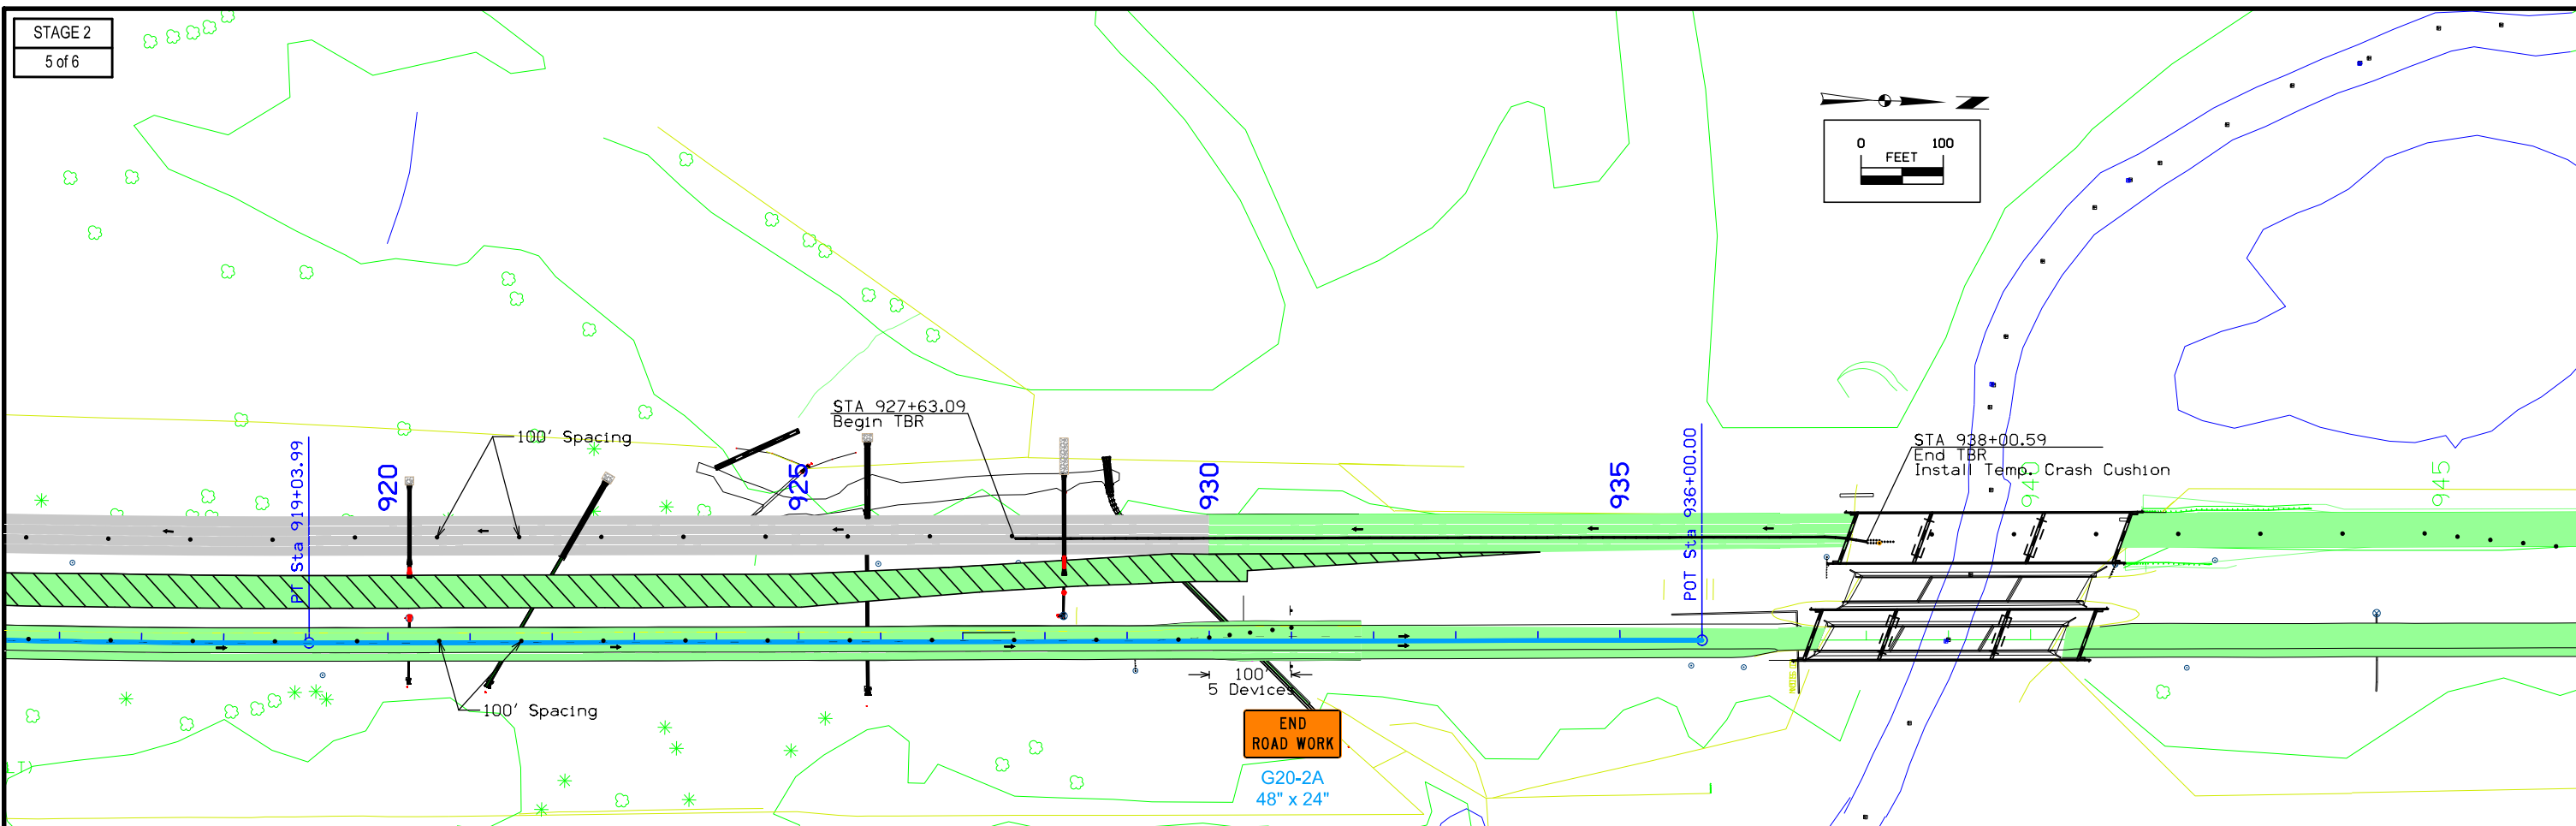 STAGE 2
5 of 6
0 100
FEET
STA 927+63.09
Begin TBR
100' Spacing
STA 938+00.59
End TBR
Install Temp. Crash Cushion
PT Sta 919+03.99
920
925
930
935
POT Sta 936+00.00
940
945
100'
5 Devices
100' Spacing
END
ROAD WORK
G20-2A
48" x 24"
LT)